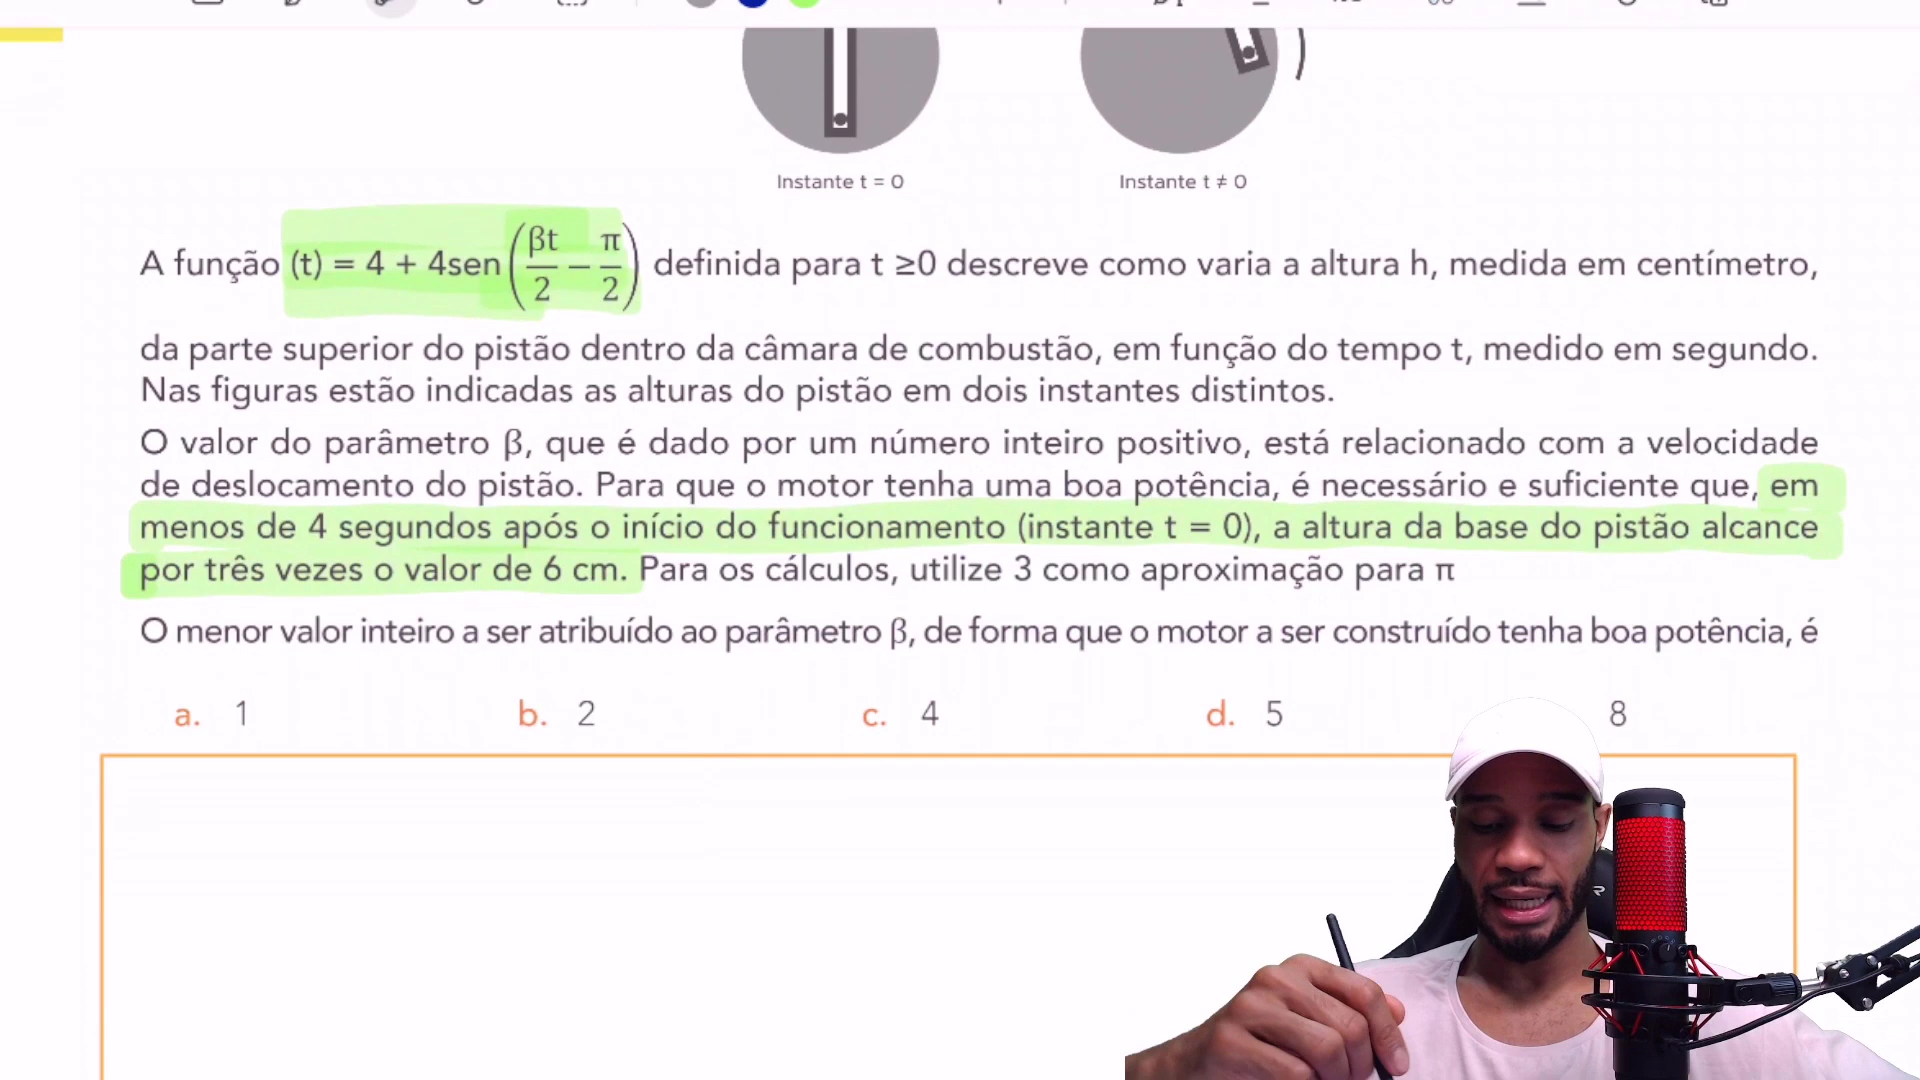 Instante t = 0
Instante t ≠ 0
A função (t) = 4 + 4sen(βt/2 − π/2) definida para t ≥0 descreve como varia a altura h, medida em centímetro,
da parte superior do pistão dentro da câmara de combustão, em função do tempo t, medido em segundo.
Nas figuras estão indicadas as alturas do pistão em dois instantes distintos.
O valor do parâmetro β, que é dado por um número inteiro positivo, está relacionado com a velocidade
de deslocamento do pistão. Para que o motor tenha uma boa potência, é necessário e suficiente que, em
menos de 4 segundos após o início do funcionamento (instante t = 0), a altura da base do pistão alcance
por três vezes o valor de 6 cm. Para os cálculos, utilize 3 como aproximação para π
O menor valor inteiro a ser atribuído ao parâmetro β, de forma que o motor a ser construído tenha boa potência, é
a. 1 b. 2 c. 4 d. 5 8